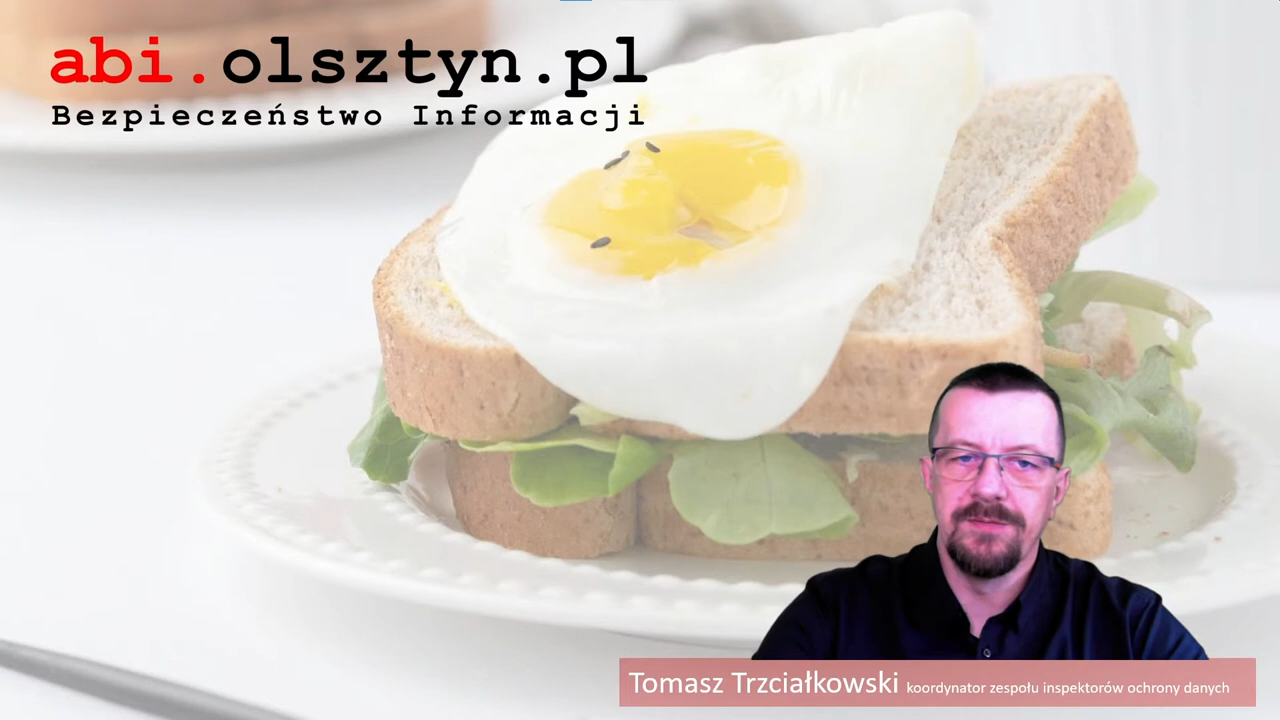 abi.olsztyn.pl
Bezpieczeństwo Informacji
Tomasz Trzciałkowski koordynator zespołu inspektorów ochrony danych